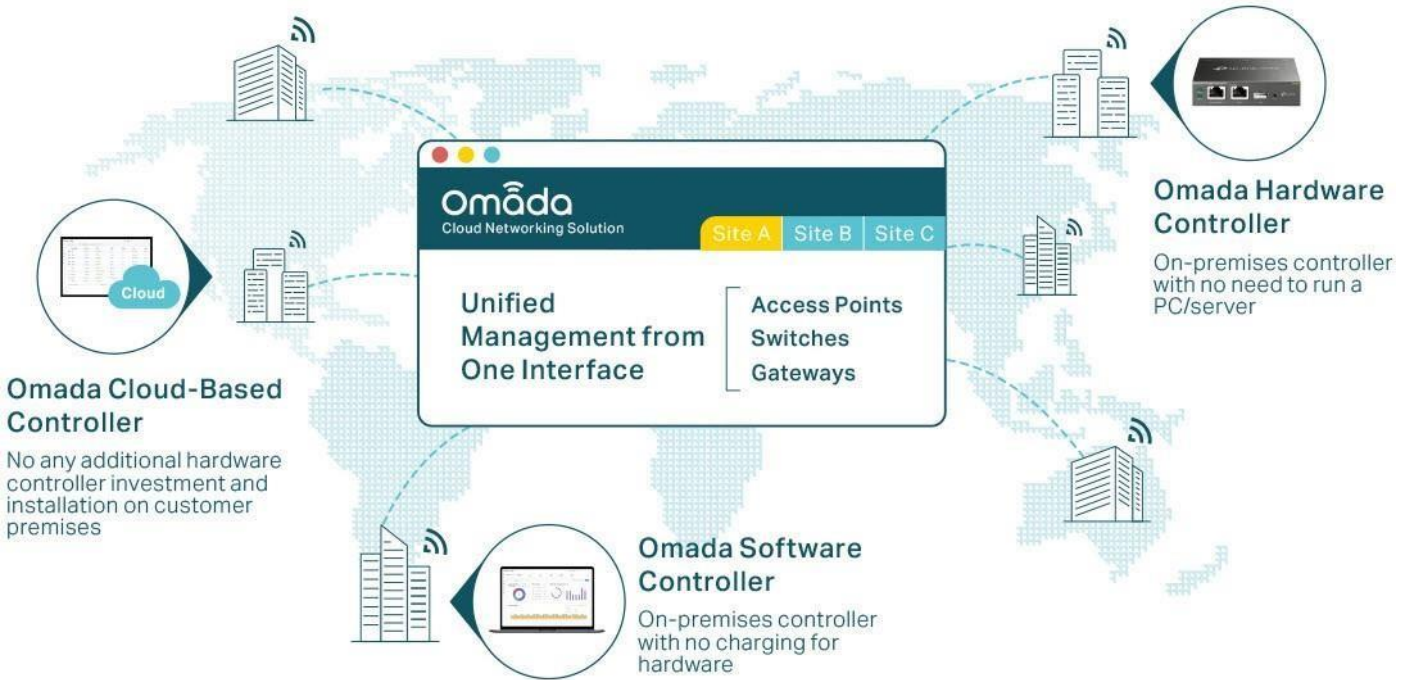 Omada
Cloud Networking Solution
Site A
Site B
Site C
Unified
Management from
One Interface
Access Points
Switches
Gateways
Omada Hardware
Controller
On-premises controller
with no need to run a
PC/server
Cloud
Omada Cloud-Based
Controller
No any additional hardware
controller investment and
installation on customer
premises
Omada Software
Controller
On-premises controller
with no charging for
hardware